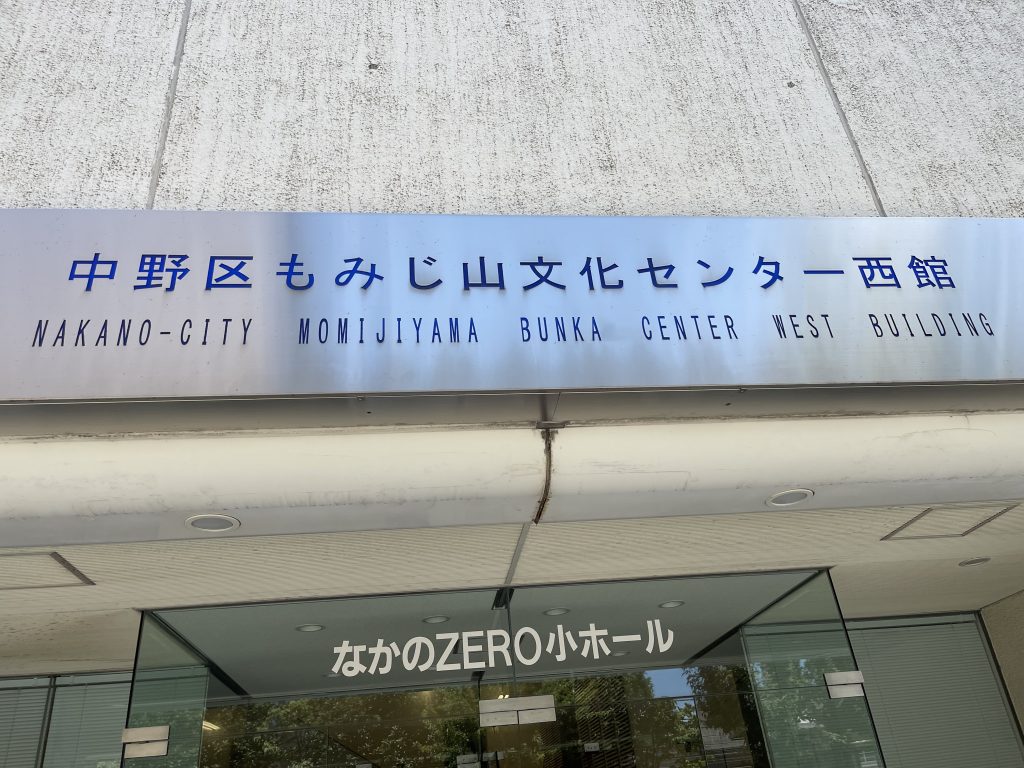 中野区もみじ山文化センター西館
NAKANO-CITY MOMIJIYAMA BUNKA CENTER WEST BUILDING
なかのZERO小ホール